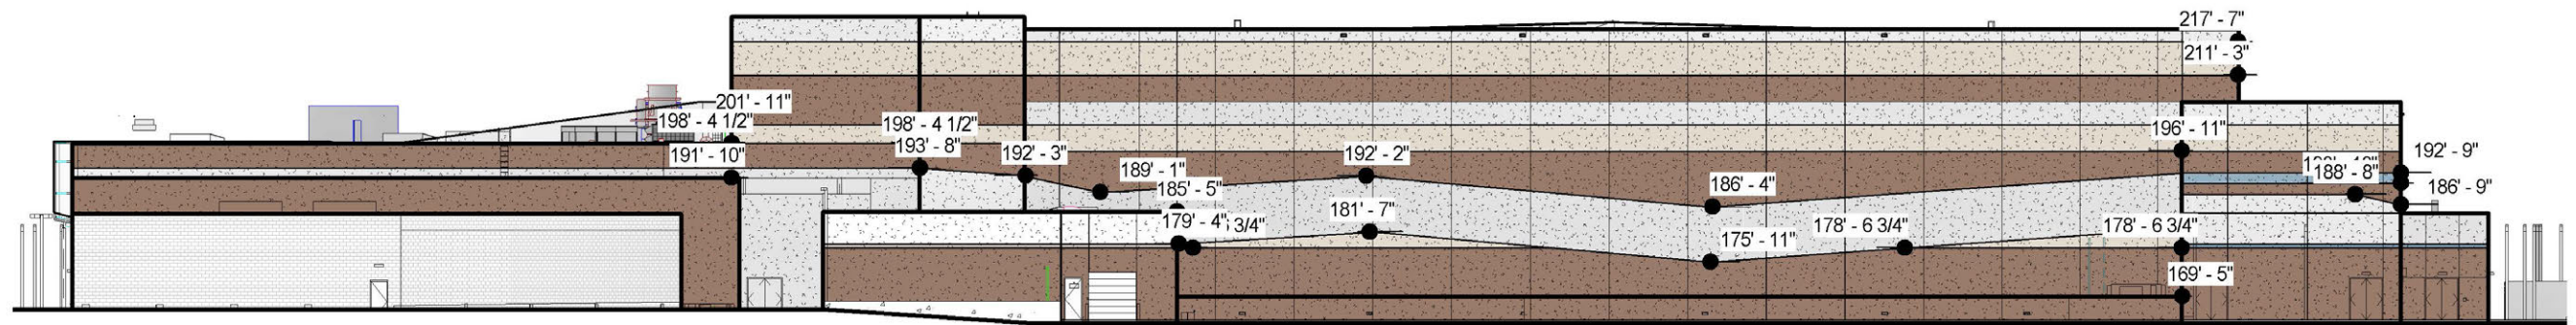 217' - 7"
211' - 3"
201' - 11"
198' - 4 1/2"
198' - 4 1/2"
196' - 11"
193' - 8"
191' - 10"
192' - 3"
192' - 2"
192' - 9"
189' - 1"
188' - 8"
185' - 5"
186' - 4"
186' - 9"
181' - 7"
179' - 4"
3/4"
178' - 6 3/4"
178' - 6 3/4"
175' - 11"
169' - 5"